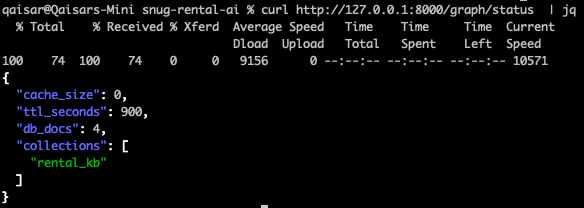 qaisar@Qaisars-Mini snug-rental-ai % curl http://127.0.0.1:8000/graph/status  | jq
  % Total    % Received % Xferd  Average Speed   Time    Time     Time  Current
                                 Dload  Upload   Total   Spent    Left  Speed
100    74  100    74    0     0   9156      0 --:--:-- --:--:-- --:--:-- 10571
{
  "cache_size": 0,
  "ttl_seconds": 900,
  "db_docs": 4,
  "collections": [
    "rental_kb"
  ]
}